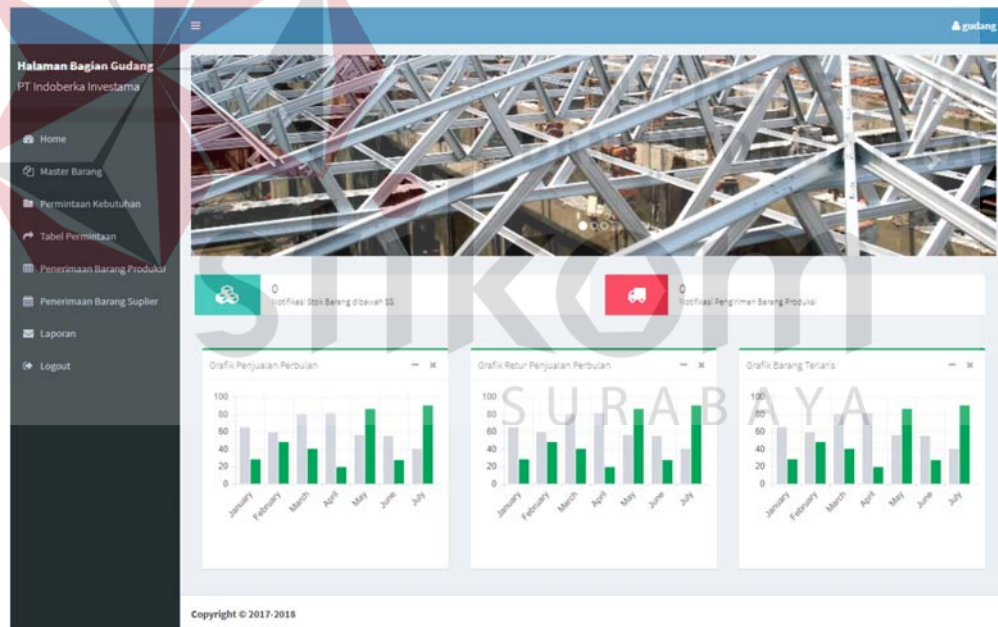 gudang
Halaman Bagian Gudang
PT Indoberka Investama
Home
Master Barang
Permintaan Kebutuhan
Tabel Permintaan
Penerimaan Barang Produksi
Penerimaan Barang Suplier
Laporan
Logout
0
Notifikasi Stok Barang dibawah SS
0
Notifikasi Pengiriman Barang Produksi
stikom
SURABAYA
Grafik Penjualan Perbulan
100
80
60
40
20
0
January February March April May June July
Grafik Retur Penjualan Perbulan
100
80
60
40
20
0
January February March April May June July
Grafik Barang Terlaris
100
80
60
40
20
0
January February March April May June July
Copyright © 2017-2018